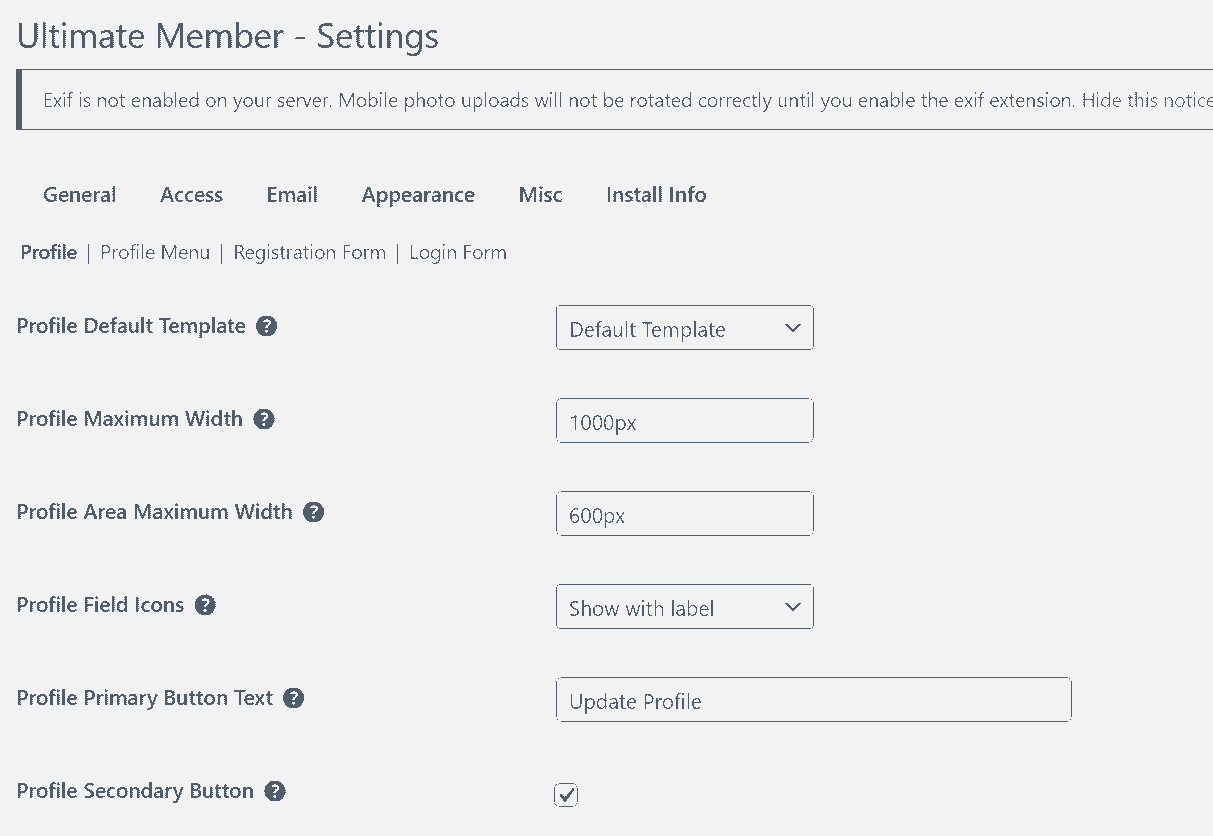 Ultimate Member - Settings
Exif is not enabled on your server. Mobile photo uploads will not be rotated correctly until you enable the exif extension. Hide this notice
General Access Email Appearance Misc Install Info
Profile | Profile Menu | Registration Form | Login Form
Profile Default Template ? Default Template
Profile Maximum Width ? 1000px
Profile Area Maximum Width ? 600px
Profile Field Icons ? Show with label
Profile Primary Button Text ? Update Profile
Profile Secondary Button ?